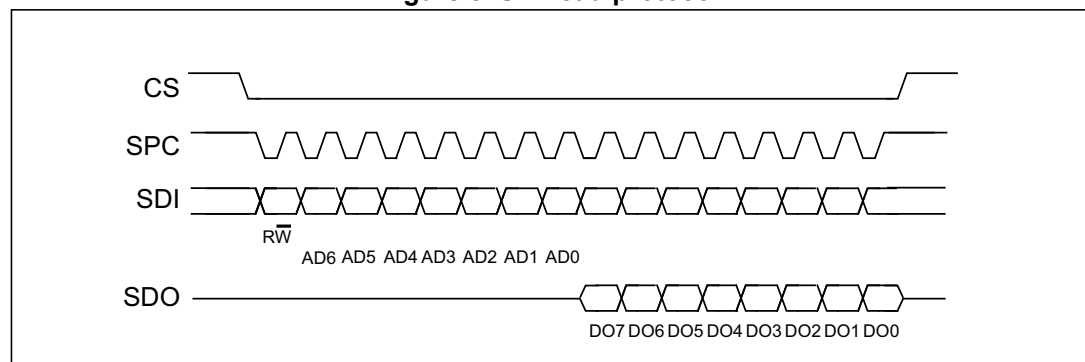 CS
SPC
SDI
RW
AD6 AD5 AD4 AD3 AD2 AD1 AD0
SDO
DO7 DO6 DO5 DO4 DO3 DO2 DO1 DO0